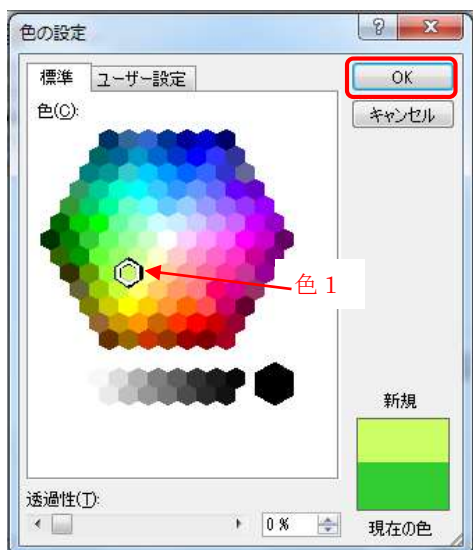 色の設定
標準 ユーザー設定
OK
色(C):
キャンセル
色1
新規
透過性(T):
0 %
現在の色